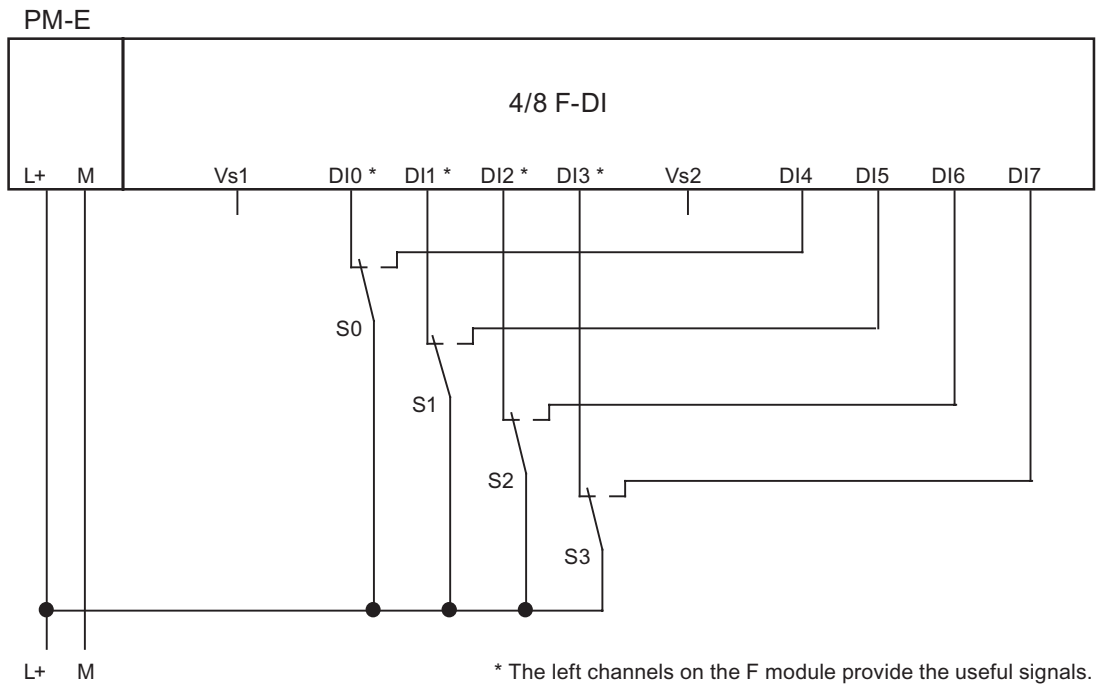 PM-E
4/8 F-DI
L+ M Vs1 DI0 * DI1 * DI2 * DI3 * Vs2 DI4 DI5 DI6 DI7
S0
S1
S2
S3
L+ M * The left channels on the F module provide the useful signals.